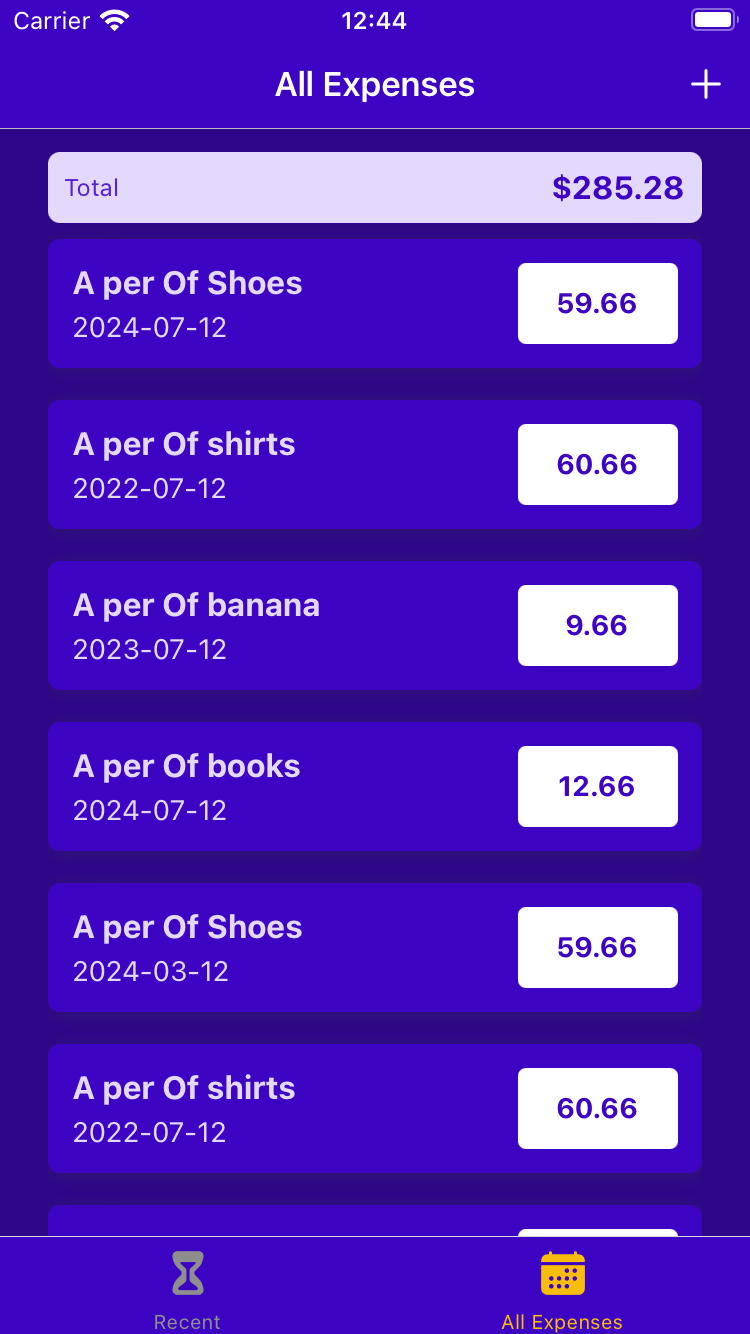 Carrier 12:44
All Expenses
Total $285.28
A per Of Shoes
2024-07-12
59.66
A per Of shirts
2022-07-12
60.66
A per Of banana
2023-07-12
9.66
A per Of books
2024-07-12
12.66
A per Of Shoes
2024-03-12
59.66
A per Of shirts
2022-07-12
60.66
Recent All Expenses